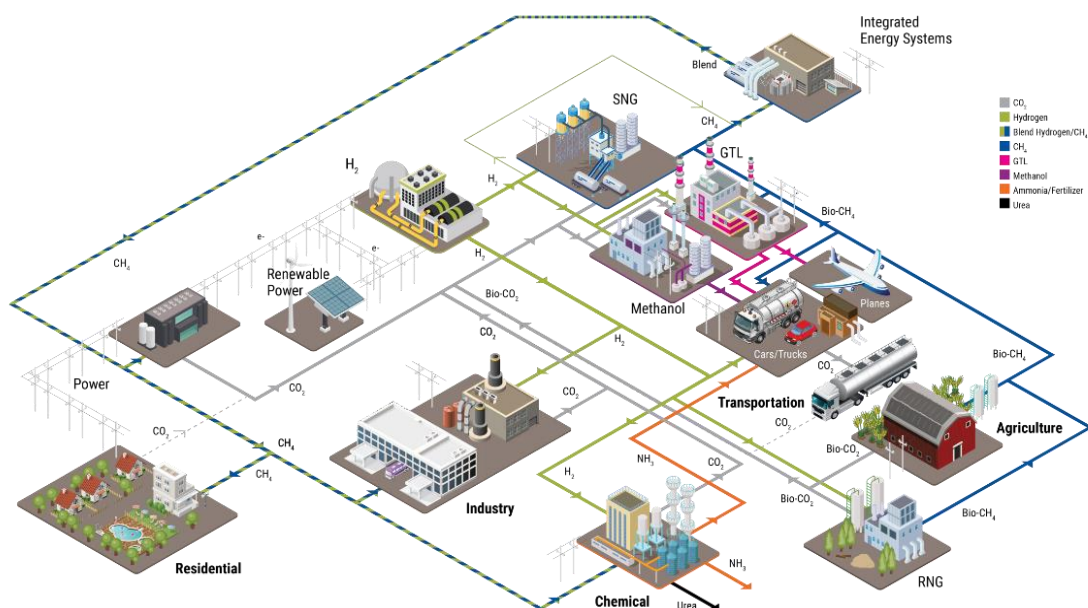 Integrated
Energy Systems
Blend
SNG
CH₄
CO₂
Hydrogen
Blend Hydrogen/CH₄
CH₄
GTL
Methanol
Ammonia/Fertilizer
Urea
H₂
H₂
GTL
Bio-CH₄
e-
e-
CH₄
H₂
Renewable
Power
Planes
Bio-CO₂
Methanol
CO₂
H₂
Cars/Trucks
CO₂
Bio-CH₄
Power
CO₂
Transportation
Agriculture
CO₂
CH₄
CO₂
Bio-CO₂
CH₄
H₂
NH₃
CO₂
Bio-CO₂
Industry
Bio-CH₄
Residential
NH₃
RNG
Chemical
Urea